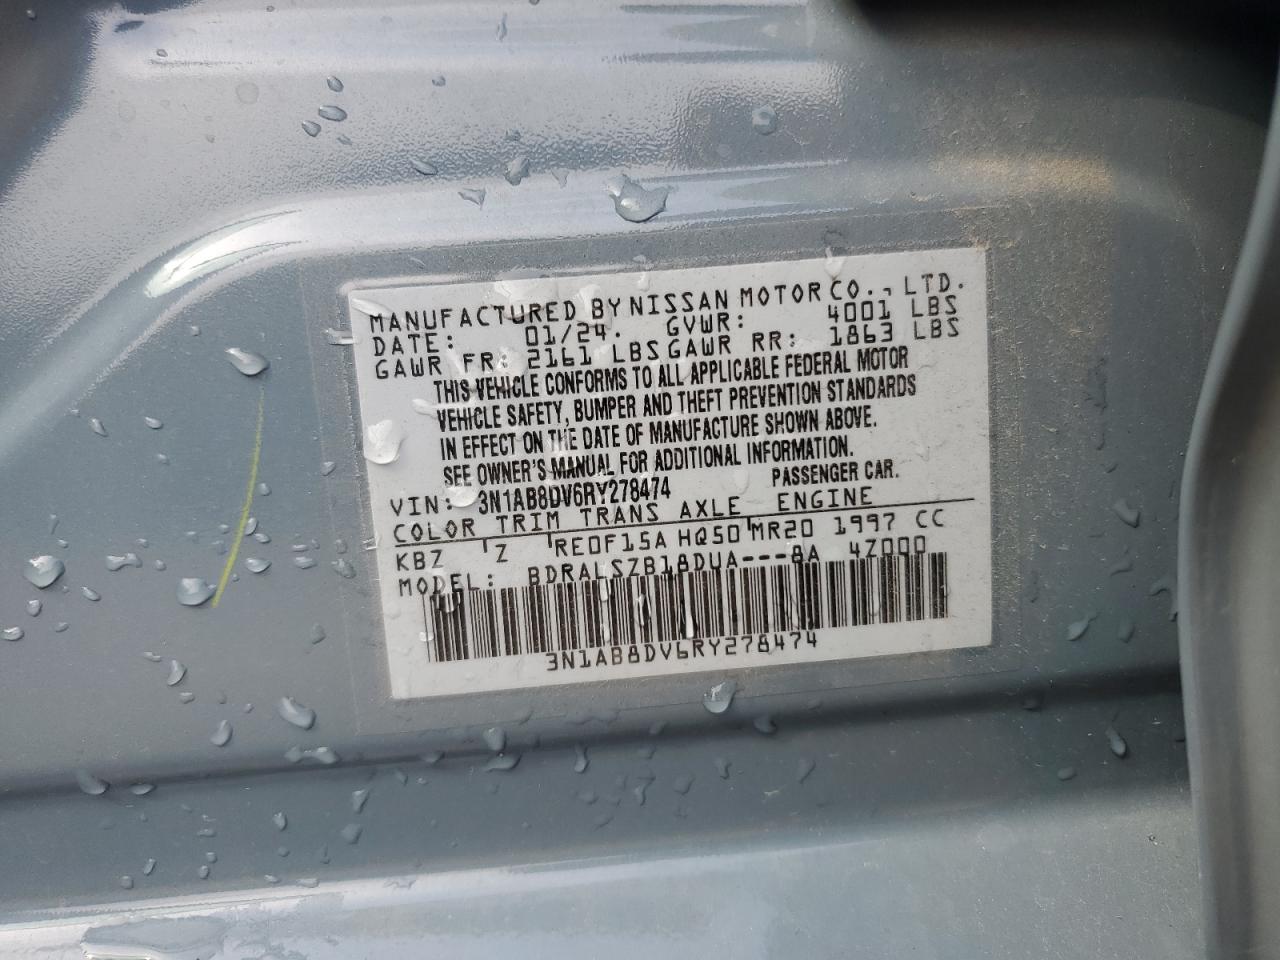 MANUFACTURED BY NISSAN MOTOR CO., LTD.
DATE: 01/24. GVWR: 4001 LBS
GAWR FR: 2161 LBS GAWR RR: 1863 LBS
THIS VEHICLE CONFORMS TO ALL APPLICABLE FEDERAL MOTOR
VEHICLE SAFETY, BUMPER AND THEFT PREVENTION STANDARDS
IN EFFECT ON THE DATE OF MANUFACTURE SHOWN ABOVE.
SEE OWNER'S MANUAL FOR ADDITIONAL INFORMATION.
VIN: 3N1AB8DV6RY278474 PASSENGER CAR.
COLOR TRIM TRANS AXLE ENGINE
KBZ Z RE0F15A HQ50 MR20 1997 CC
MODEL: BDRALSZB18DUA---8A 4Z000
3N1AB8DV6RY278474